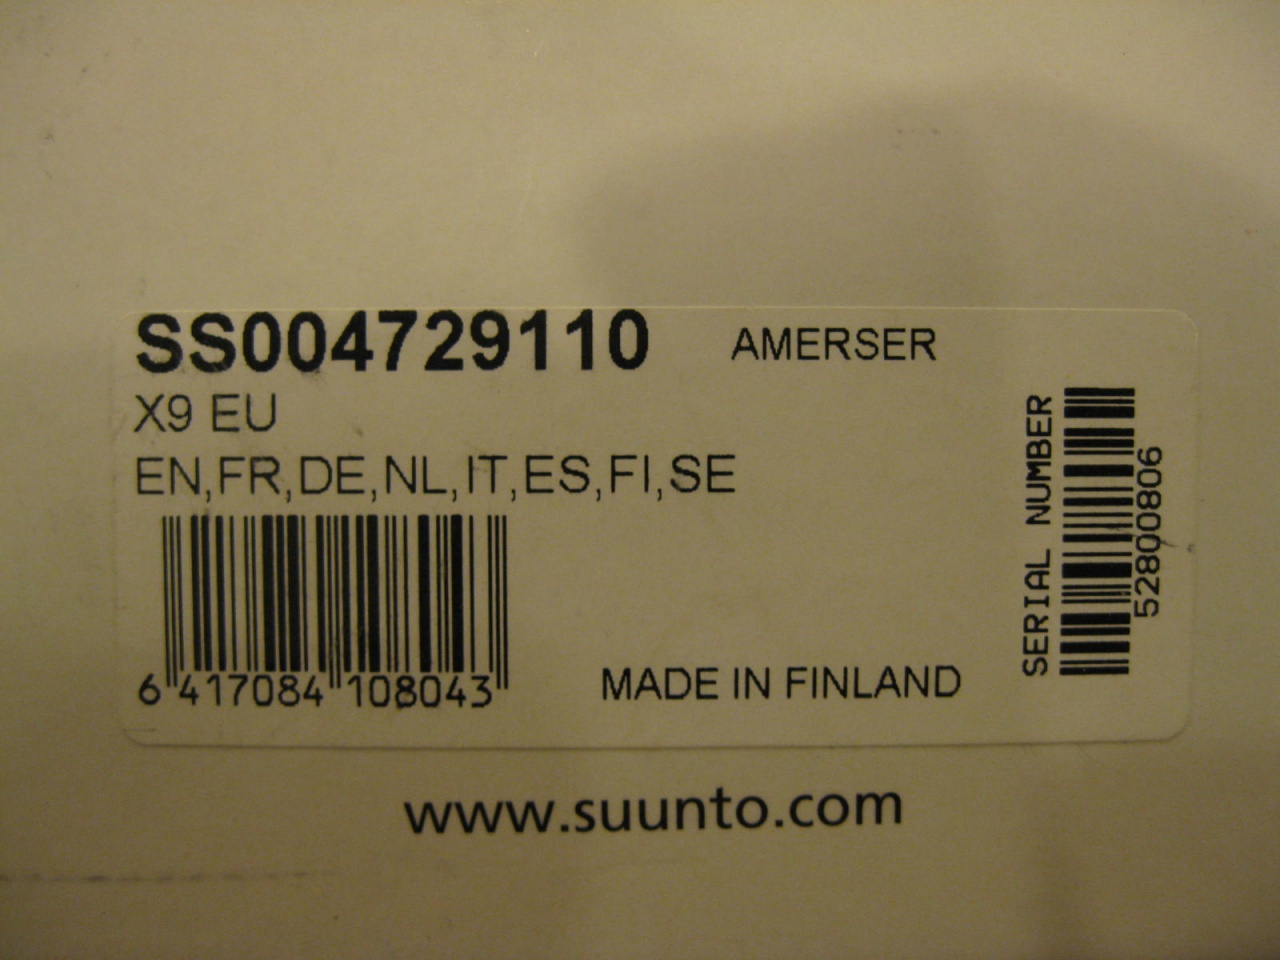 SS004729110 AMERSER
X9 EU
EN,FR,DE,NL,IT,ES,FI,SE
6 417084 108043
MADE IN FINLAND
SERIAL NUMBER
52800806
www.suunto.com